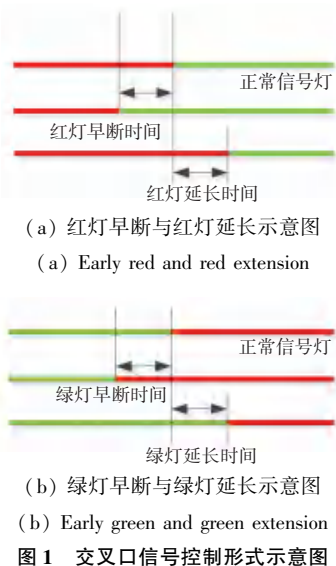 正常信号灯
红灯早断时间
红灯延长时间
(a) 红灯早断与红灯延长示意图
(a) Early red and red extension
正常信号灯
绿灯早断时间
绿灯延长时间
(b) 绿灯早断与绿灯延长示意图
(b) Early green and green extension
图1 交叉口信号控制形式示意图